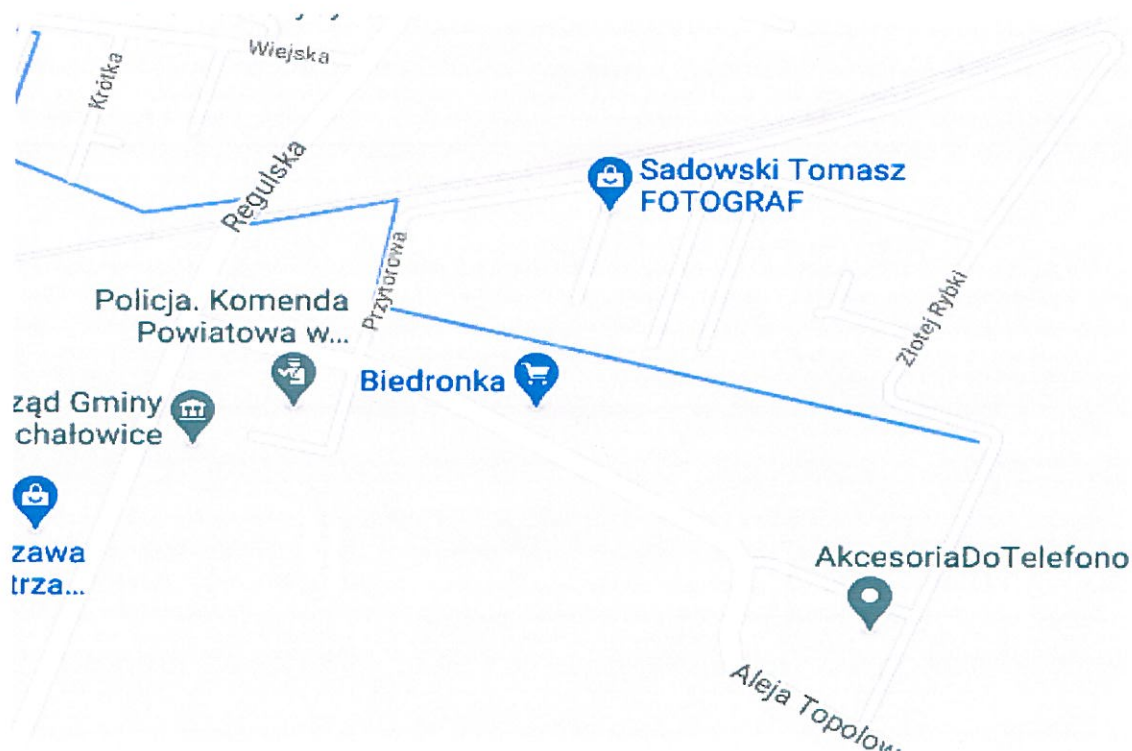 Wiejska
Krótka
Regulska
Sadowski Tomasz
FOTOGRAF
Przytorowa
Złotej Rybki
Policja. Komenda
Powiatowa w...
Biedronka
ząd Gminy
chałowice
zawa
trza...
AkcesoriaDoTelefono
Aleja Topolow